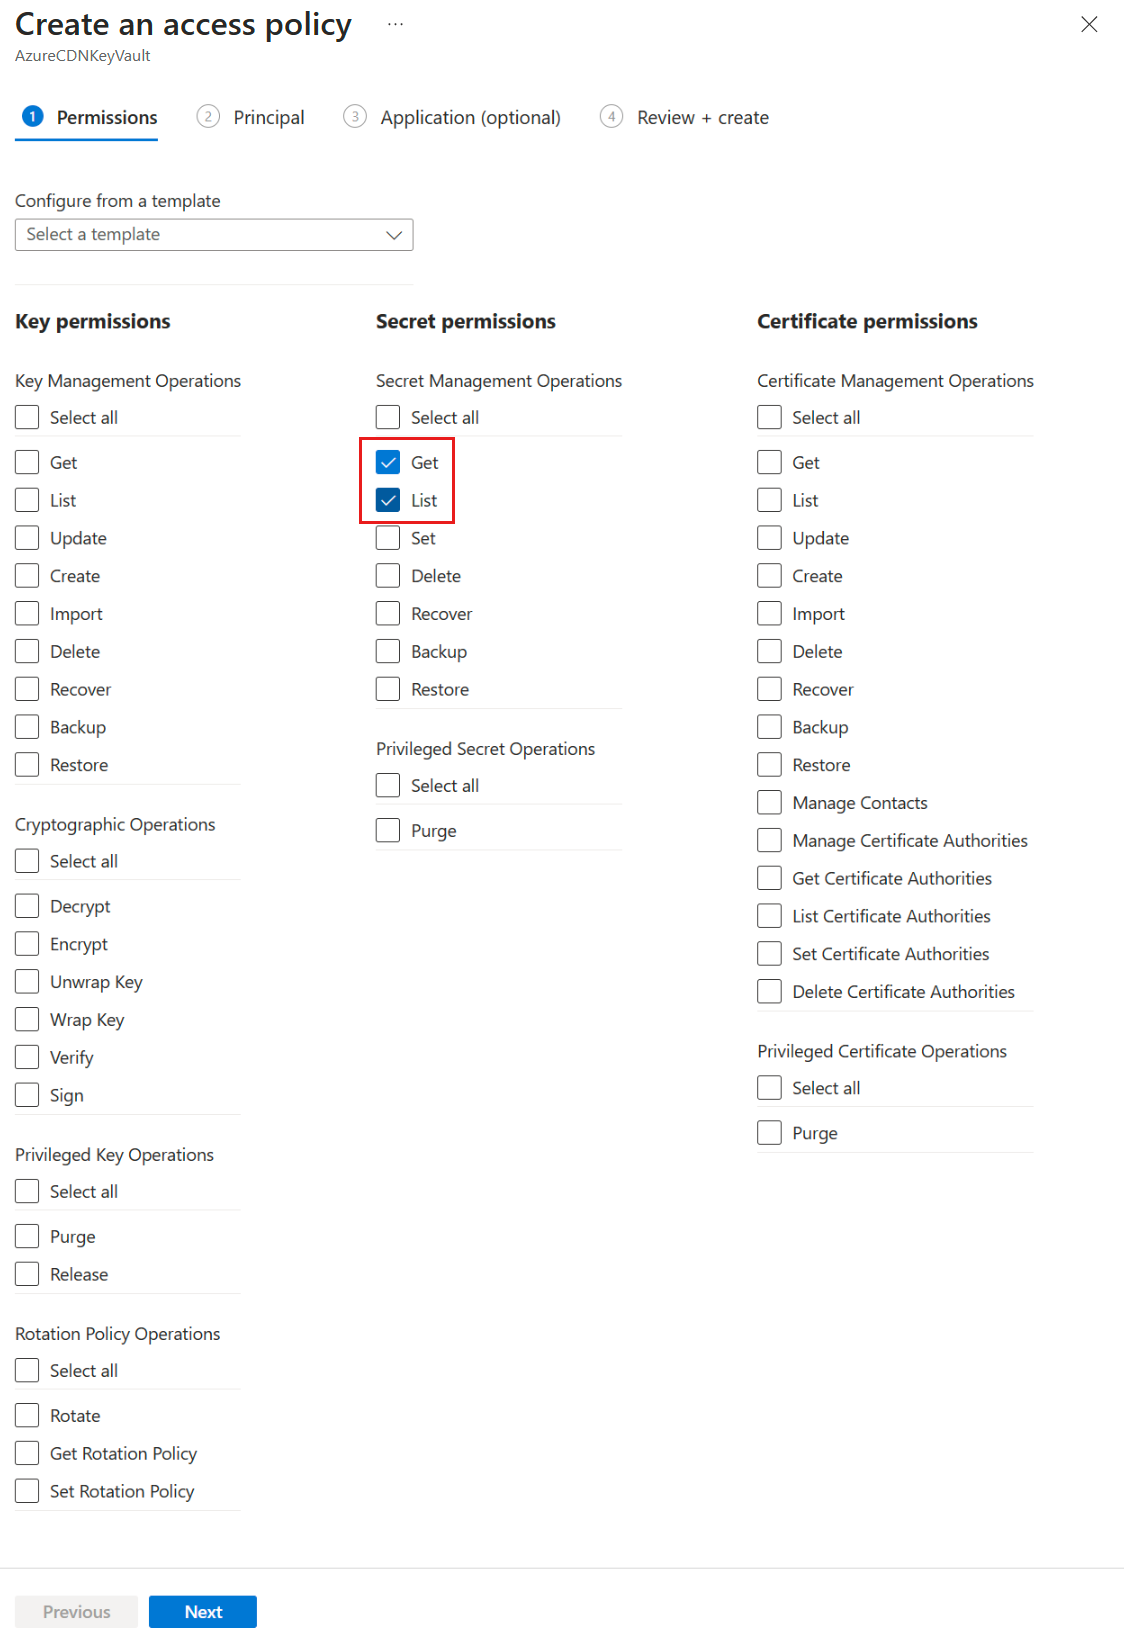 Create an access policy ...
AzureCDNKeyVault
1 Permissions
2 Principal
3 Application (optional)
4 Review + create
Configure from a template
Select a template
Key permissions
Key Management Operations
Select all
Get
List
Update
Create
Import
Delete
Recover
Backup
Restore
Cryptographic Operations
Select all
Decrypt
Encrypt
Unwrap Key
Wrap Key
Verify
Sign
Privileged Key Operations
Select all
Purge
Release
Rotation Policy Operations
Select all
Rotate
Get Rotation Policy
Set Rotation Policy
Secret permissions
Secret Management Operations
Select all
Get
List
Set
Delete
Recover
Backup
Restore
Privileged Secret Operations
Select all
Purge
Certificate permissions
Certificate Management Operations
Select all
Get
List
Update
Create
Import
Delete
Recover
Backup
Restore
Manage Contacts
Manage Certificate Authorities
Get Certificate Authorities
List Certificate Authorities
Set Certificate Authorities
Delete Certificate Authorities
Privileged Certificate Operations
Select all
Purge
Previous
Next